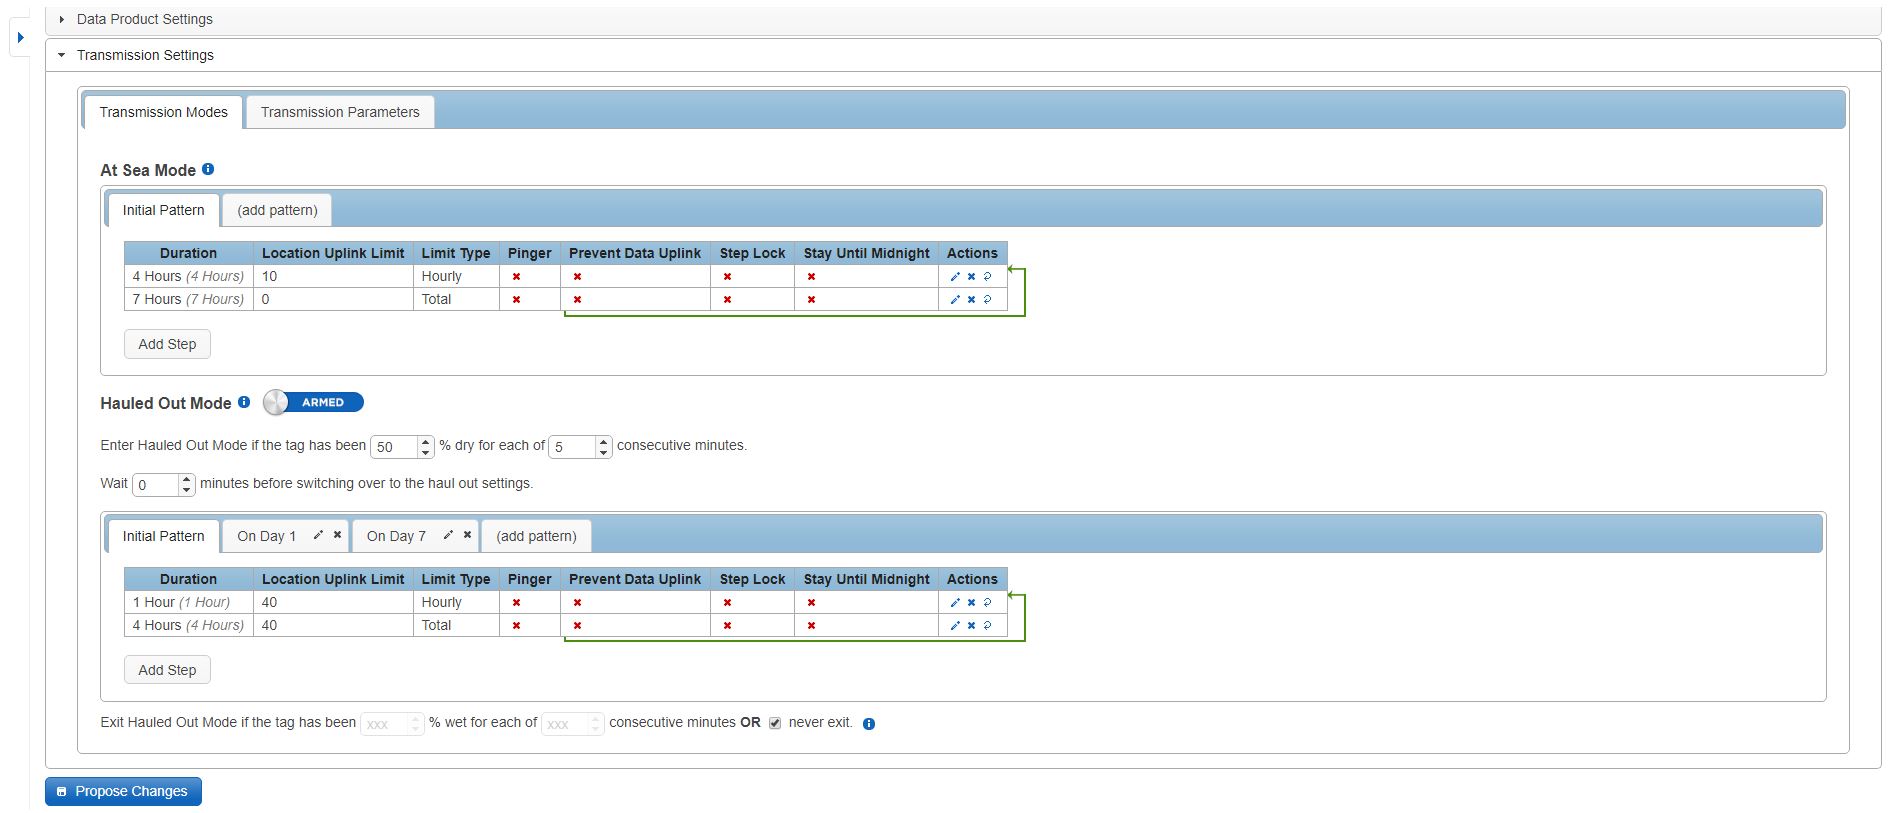 Data Product Settings
Transmission Settings
Transmission Modes Transmission Parameters
At Sea Mode
Initial Pattern (add pattern)
Duration Location Uplink Limit Limit Type Pinger Prevent Data Uplink Step Lock Stay Until Midnight Actions
4 Hours (4 Hours) 10 Hourly
7 Hours (7 Hours) 0 Total
Add Step
Hauled Out Mode ARMED
Enter Hauled Out Mode if the tag has been 50 % dry for each of 5 consecutive minutes.
Wait 0 minutes before switching over to the haul out settings.
Initial Pattern On Day 1 On Day 7 (add pattern)
Duration Location Uplink Limit Limit Type Pinger Prevent Data Uplink Step Lock Stay Until Midnight Actions
1 Hour (1 Hour) 40 Hourly
4 Hours (4 Hours) 40 Total
Add Step
Exit Hauled Out Mode if the tag has been xxx % wet for each of xxx consecutive minutes OR never exit.
Propose Changes